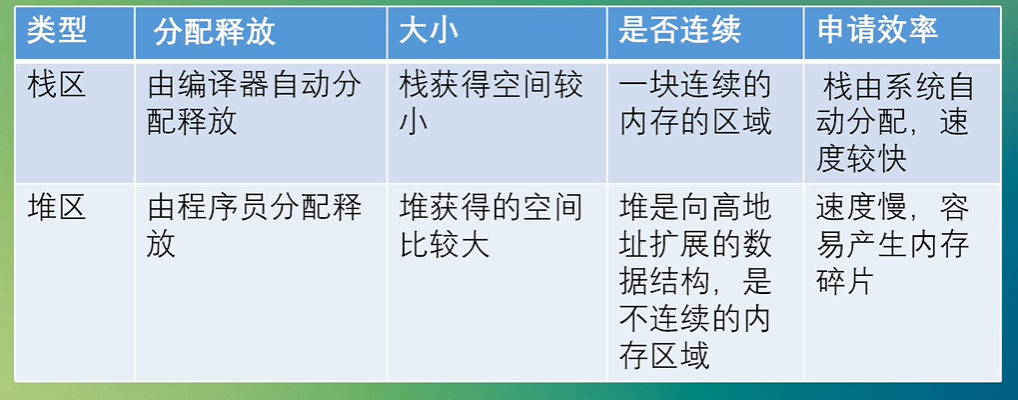 类型 分配释放 大小 是否连续 申请效率
栈区 由编译器自动分 栈获得空间较 一块连续的 栈由系统自
配释放 小 内存的区域 动分配，速
度较快
堆区 由程序员分配释 堆获得的空间 堆是向高地 速度慢，容
放 比较大 址扩展的数 易产生内存
据结构，是 碎片
不连续的内
存区域